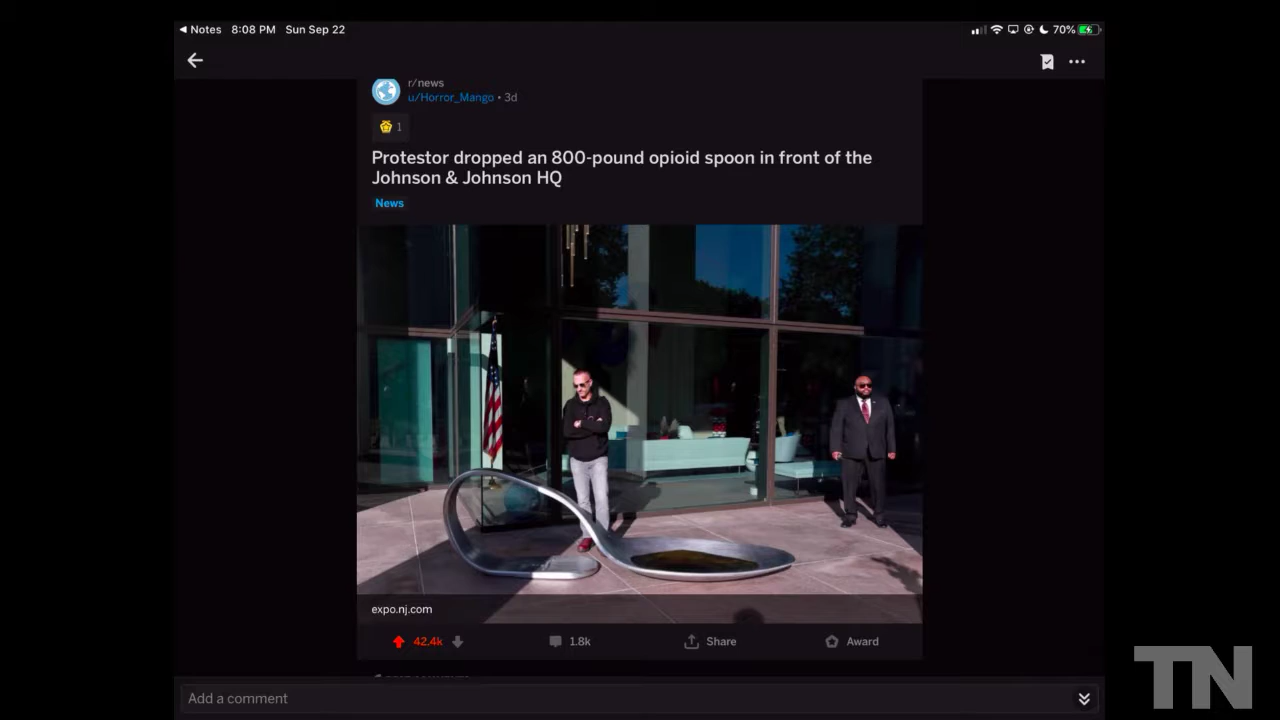 Notes 8:08 PM Sun Sep 22
70%
r/news
u/Horror_Mango • 3d
1
Protestor dropped an 800-pound opioid spoon in front of the
Johnson & Johnson HQ
News
expo.nj.com
42.4k 1.8k Share Award
Add a comment
TN